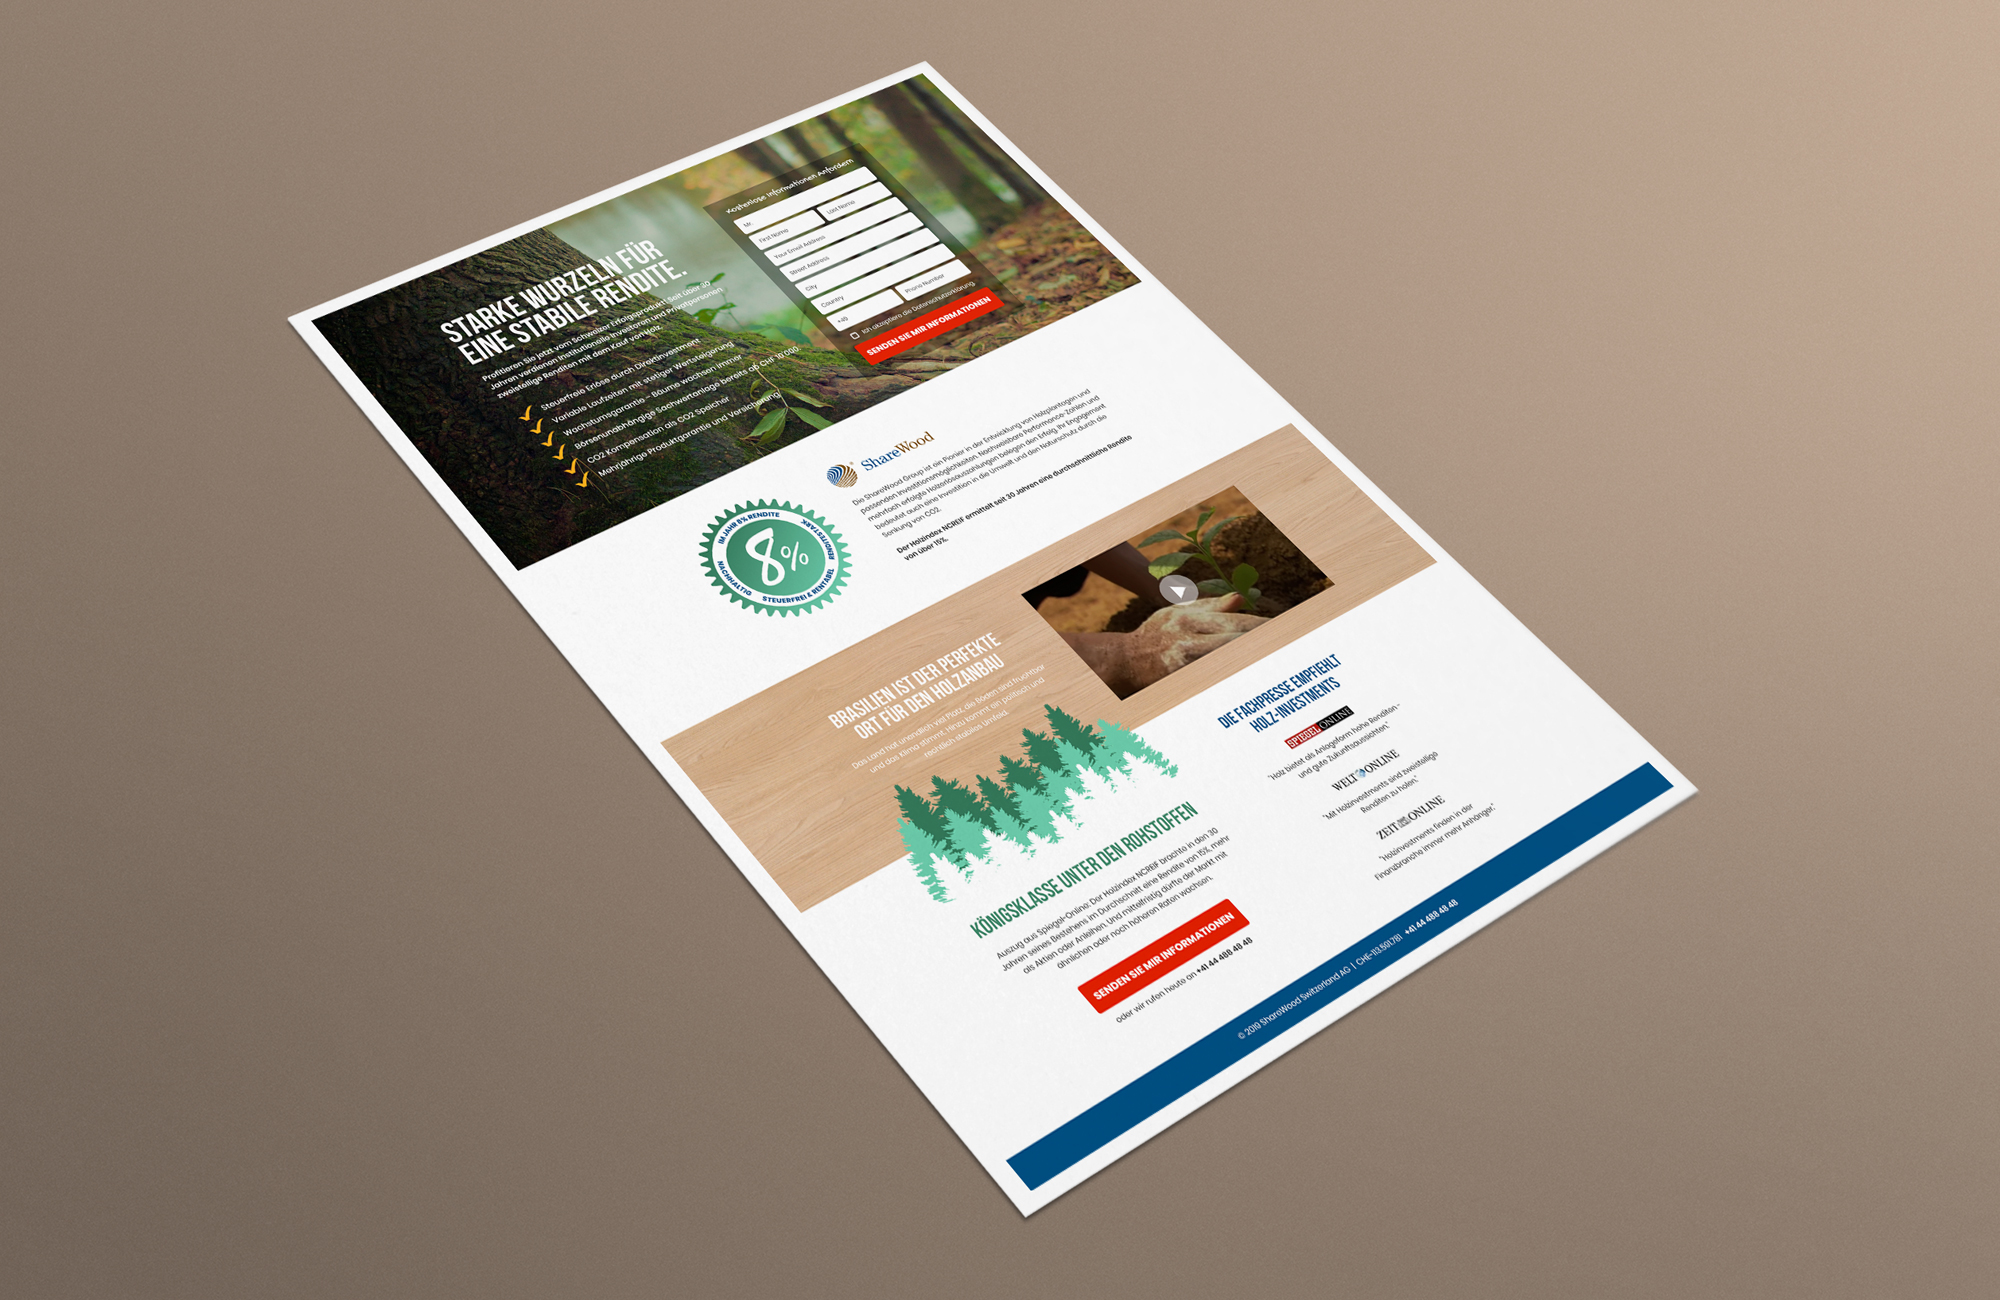 STARKE WURZELN FÜR
EINE STABILE RENDITE.
Profitieren Sie jetzt vom Schweizer Erfolgsprodukt! Seit über 30
Jahren verdienen institutionelle Investoren und Privatpersonen
zweistellige Renditen mit dem Kauf von Holz.
Steuerfreie Erlöse durch Direktinvestment
Variable Laufzeiten mit stetiger Wertsteigerung
Wachstumsgarantie – Bäume wachsen immer
Börsenunabhängige Sachwertanlage bereits ab CHF 10'000.
CO2 Kompensation als CO2 Speicher
Mehrjährige Produktgarantie und Versicherung
Kostenlose Informationen Anfordern
Mr.
First Name
Last Name
Your Email Address
Street Address
City
Country
+49
Phone Number
Ich akzeptiere die Datenschutzerklärung.
SENDEN SIE MIR INFORMATIONEN
ShareWood
Die ShareWood Group ist ein Pionier in der Entwicklung von Holzplantagen und
passenden Investitionsmöglichkeiten. Nachweisbare Performance-Zahlen und
mehrfach erfolgte Holzerlösauszahlungen belegen den Erfolg. Ihr Engagement
bedeutet auch eine Investition in die Umwelt und den Naturschutz durch die
Senkung von CO2.
Der Holzindex NCREIF ermittelt seit 30 Jahren eine durchschnittliche Rendite
von über 15%.
IM JAHR 8% RENDITE
RENDITESTARK
8%
NACHHALTIG
STEUERFREI & RENTABEL
BRASILIEN IST DER PERFEKTE
ORT FÜR DEN HOLZANBAU
Das Land hat unendlich viel Platz, die Böden sind fruchtbar
und das Klima stimmt. Hinzu kommt ein politisch und
rechtlich stabiles Umfeld.
KÖNIGSKLASSE UNTER DEN ROHSTOFFEN
Auszug aus Spiegel-Online: Der Holzindex NCREIF brachte in den 30
Jahren seines Bestehens im Durchschnitt eine Rendite von 15%, mehr
als Aktien oder Anleihen. Und mittelfristig dürfte der Markt mit
ähnlichen oder noch höheren Raten wachsen.
SENDEN SIE MIR INFORMATIONEN
oder wir rufen heute an +41 44 488 48 48
DIE FACHPRESSE EMPFIEHLT
HOLZ-INVESTMENTS
SPIEGEL ONLINE
"Holz bietet als Anlageform hohe Renditen-
und gute Zukunftsaussichten."
WELT ONLINE
"Mit Holzinvestments sind zweistellige
Renditen zu holen."
ZEIT ONLINE
"Holzinvestments finden in der
Finanzbranche immer mehr Anhänger."
© 2019 ShareWood Switzerland AG | CHE-113.591.781 +41 44 488 48 48